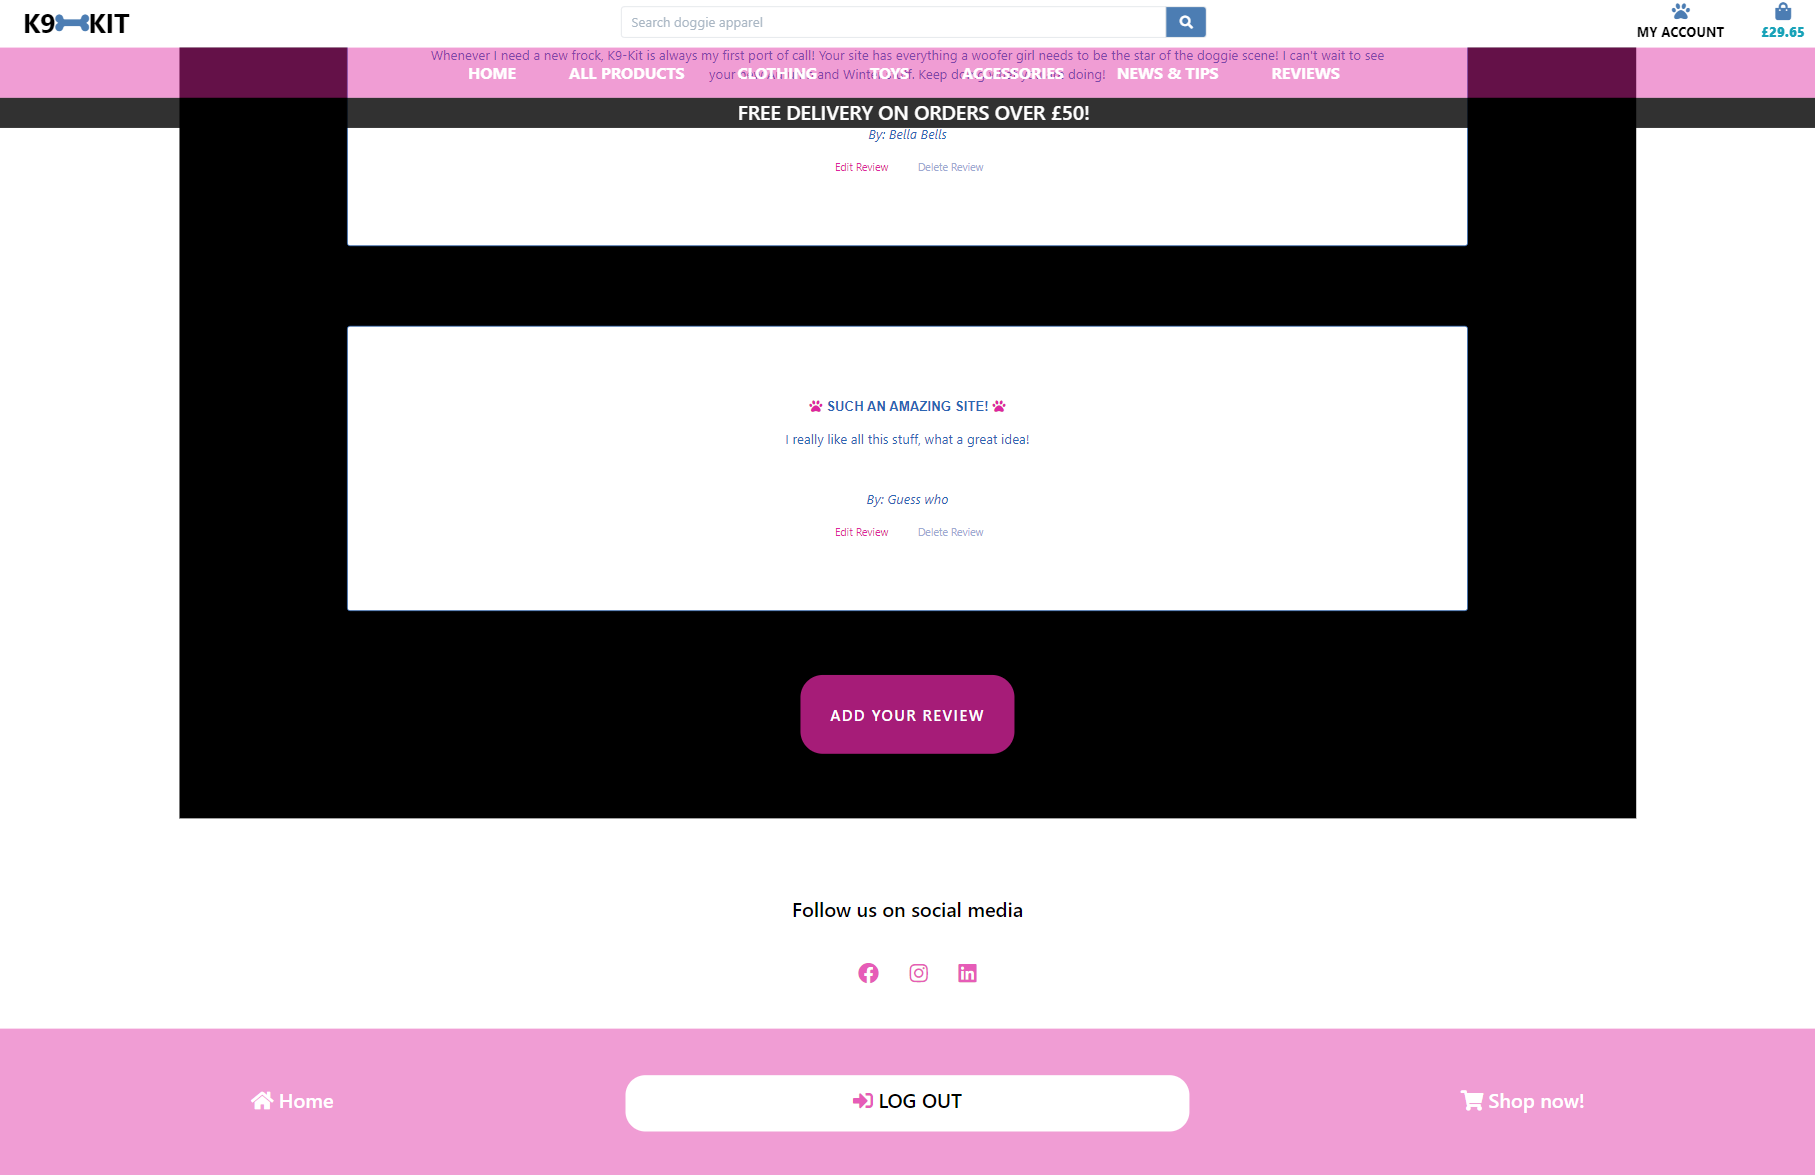 K9 KIT
Search doggie apparel
MY ACCOUNT
£29.65
Whenever I need a new frock, K9-Kit is always my first port of call! Your site has everything a woofer girl needs to be the star of the doggie scene! I can't wait to see
your and Winter stuff. Keep doing! 
HOME ALL PRODUCTS CLOTHING TOYS ACCESSORIES NEWS & TIPS REVIEWS
FREE DELIVERY ON ORDERS OVER £50!
By: Bella Bells
Edit Review Delete Review
SUCH AN AMAZING SITE!
I really like all this stuff, what a great idea!
By: Guess who
Edit Review Delete Review
ADD YOUR REVIEW
Follow us on social media
Home
LOG OUT
Shop now!